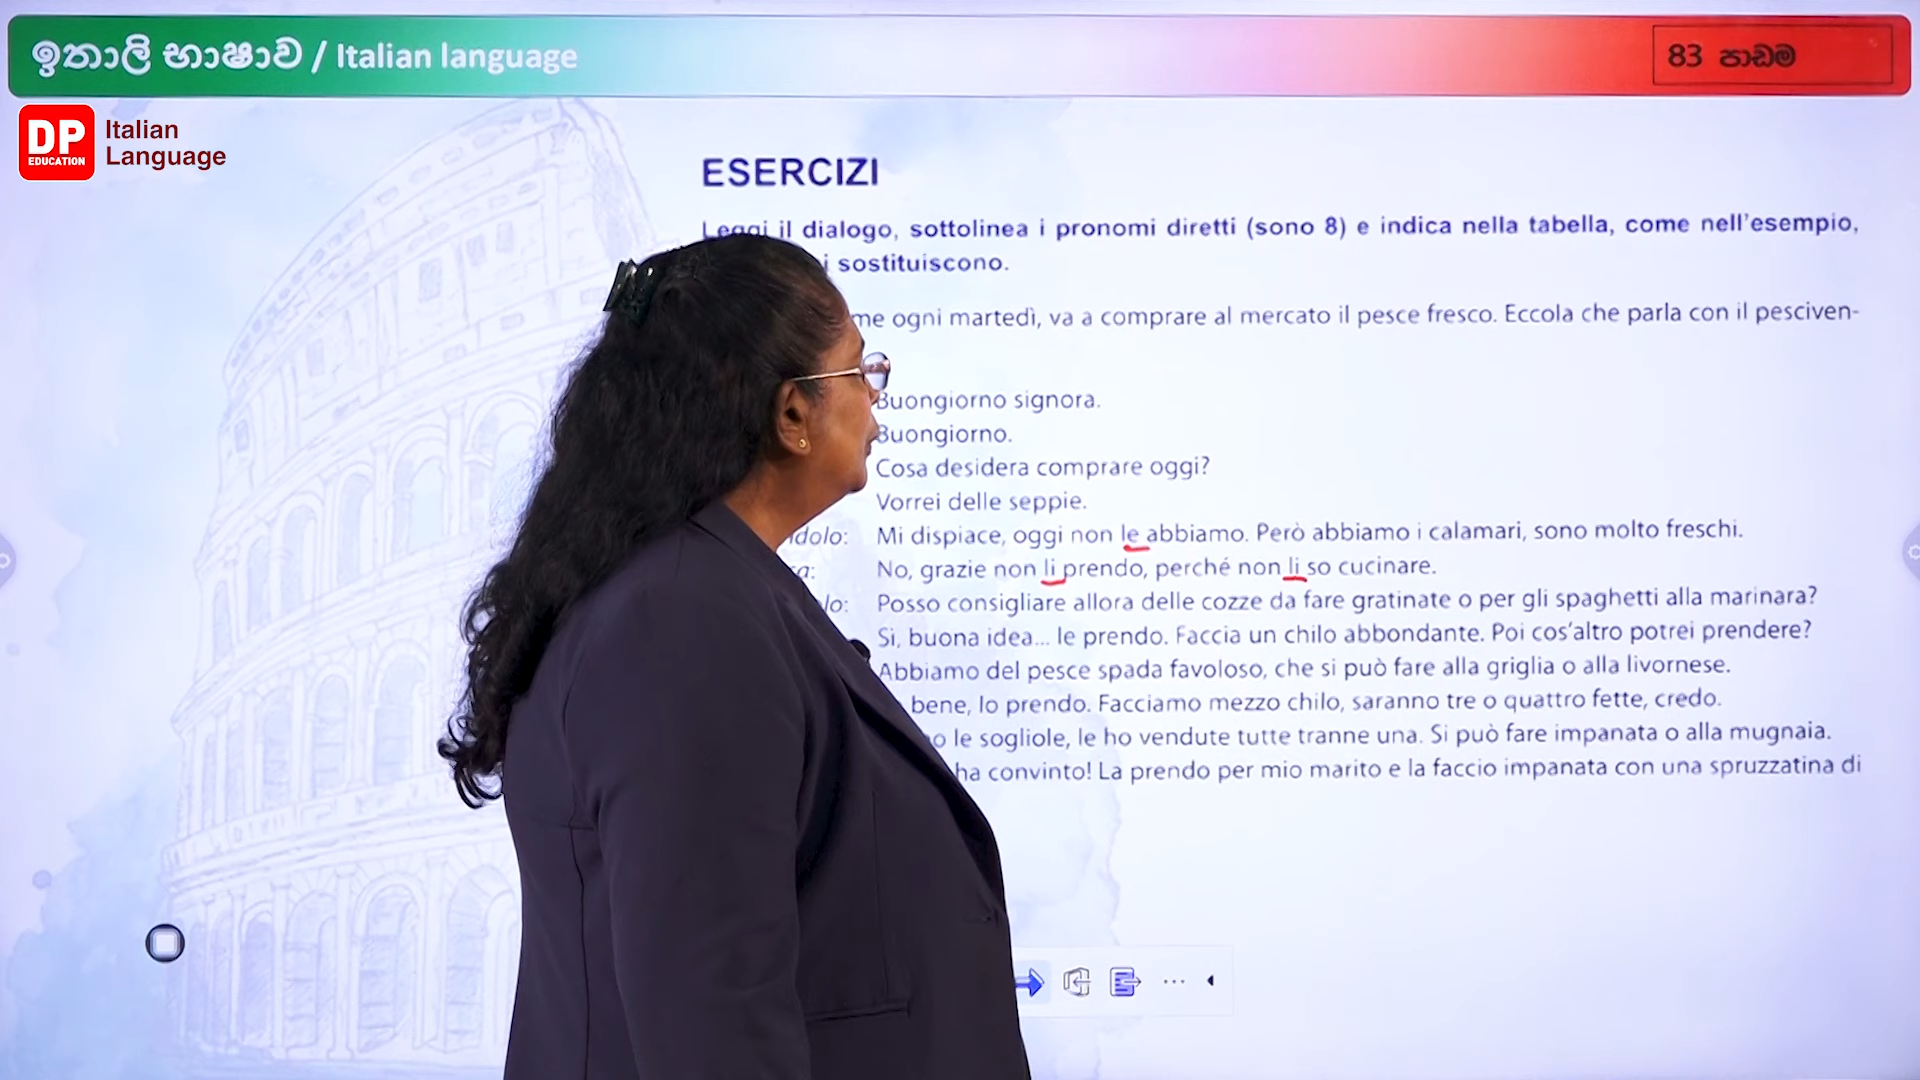 ඉතාලි භාෂාව / Italian language
83 පාඩම
DP
EDUCATION
Italian
Language
ESERCIZI
Leggi il dialogo, sottolinea i pronomi diretti (sono 8) e indica nella tabella, come nell'esempio,
sostituiscono.
ogni martedì, va a comprare al mercato il pesce fresco. Eccola che parla con il pesciven-
Buongiorno signora.
Buongiorno.
Cosa desidera comprare oggi?
Vorrei delle seppie.
dolo: Mi dispiace, oggi non le abbiamo. Però abbiamo i calamari, sono molto freschi.
a: No, grazie non li prendo, perché non li so cucinare.
lo: Posso consigliare allora delle cozze da fare gratinate o per gli spaghetti alla marinara?
Sì, buona idea... le prendo. Faccia un chilo abbondante. Poi cos'altro potrei prendere?
Abbiamo del pesce spada favoloso, che si può fare alla griglia o alla livornese.
bene, lo prendo. Facciamo mezzo chilo, saranno tre o quattro fette, credo.
le sogliole, le ho vendute tutte tranne una. Si può fare impanata o alla mugnaia.
ha convinto! La prendo per mio marito e la faccio impanata con una spruzzatina di